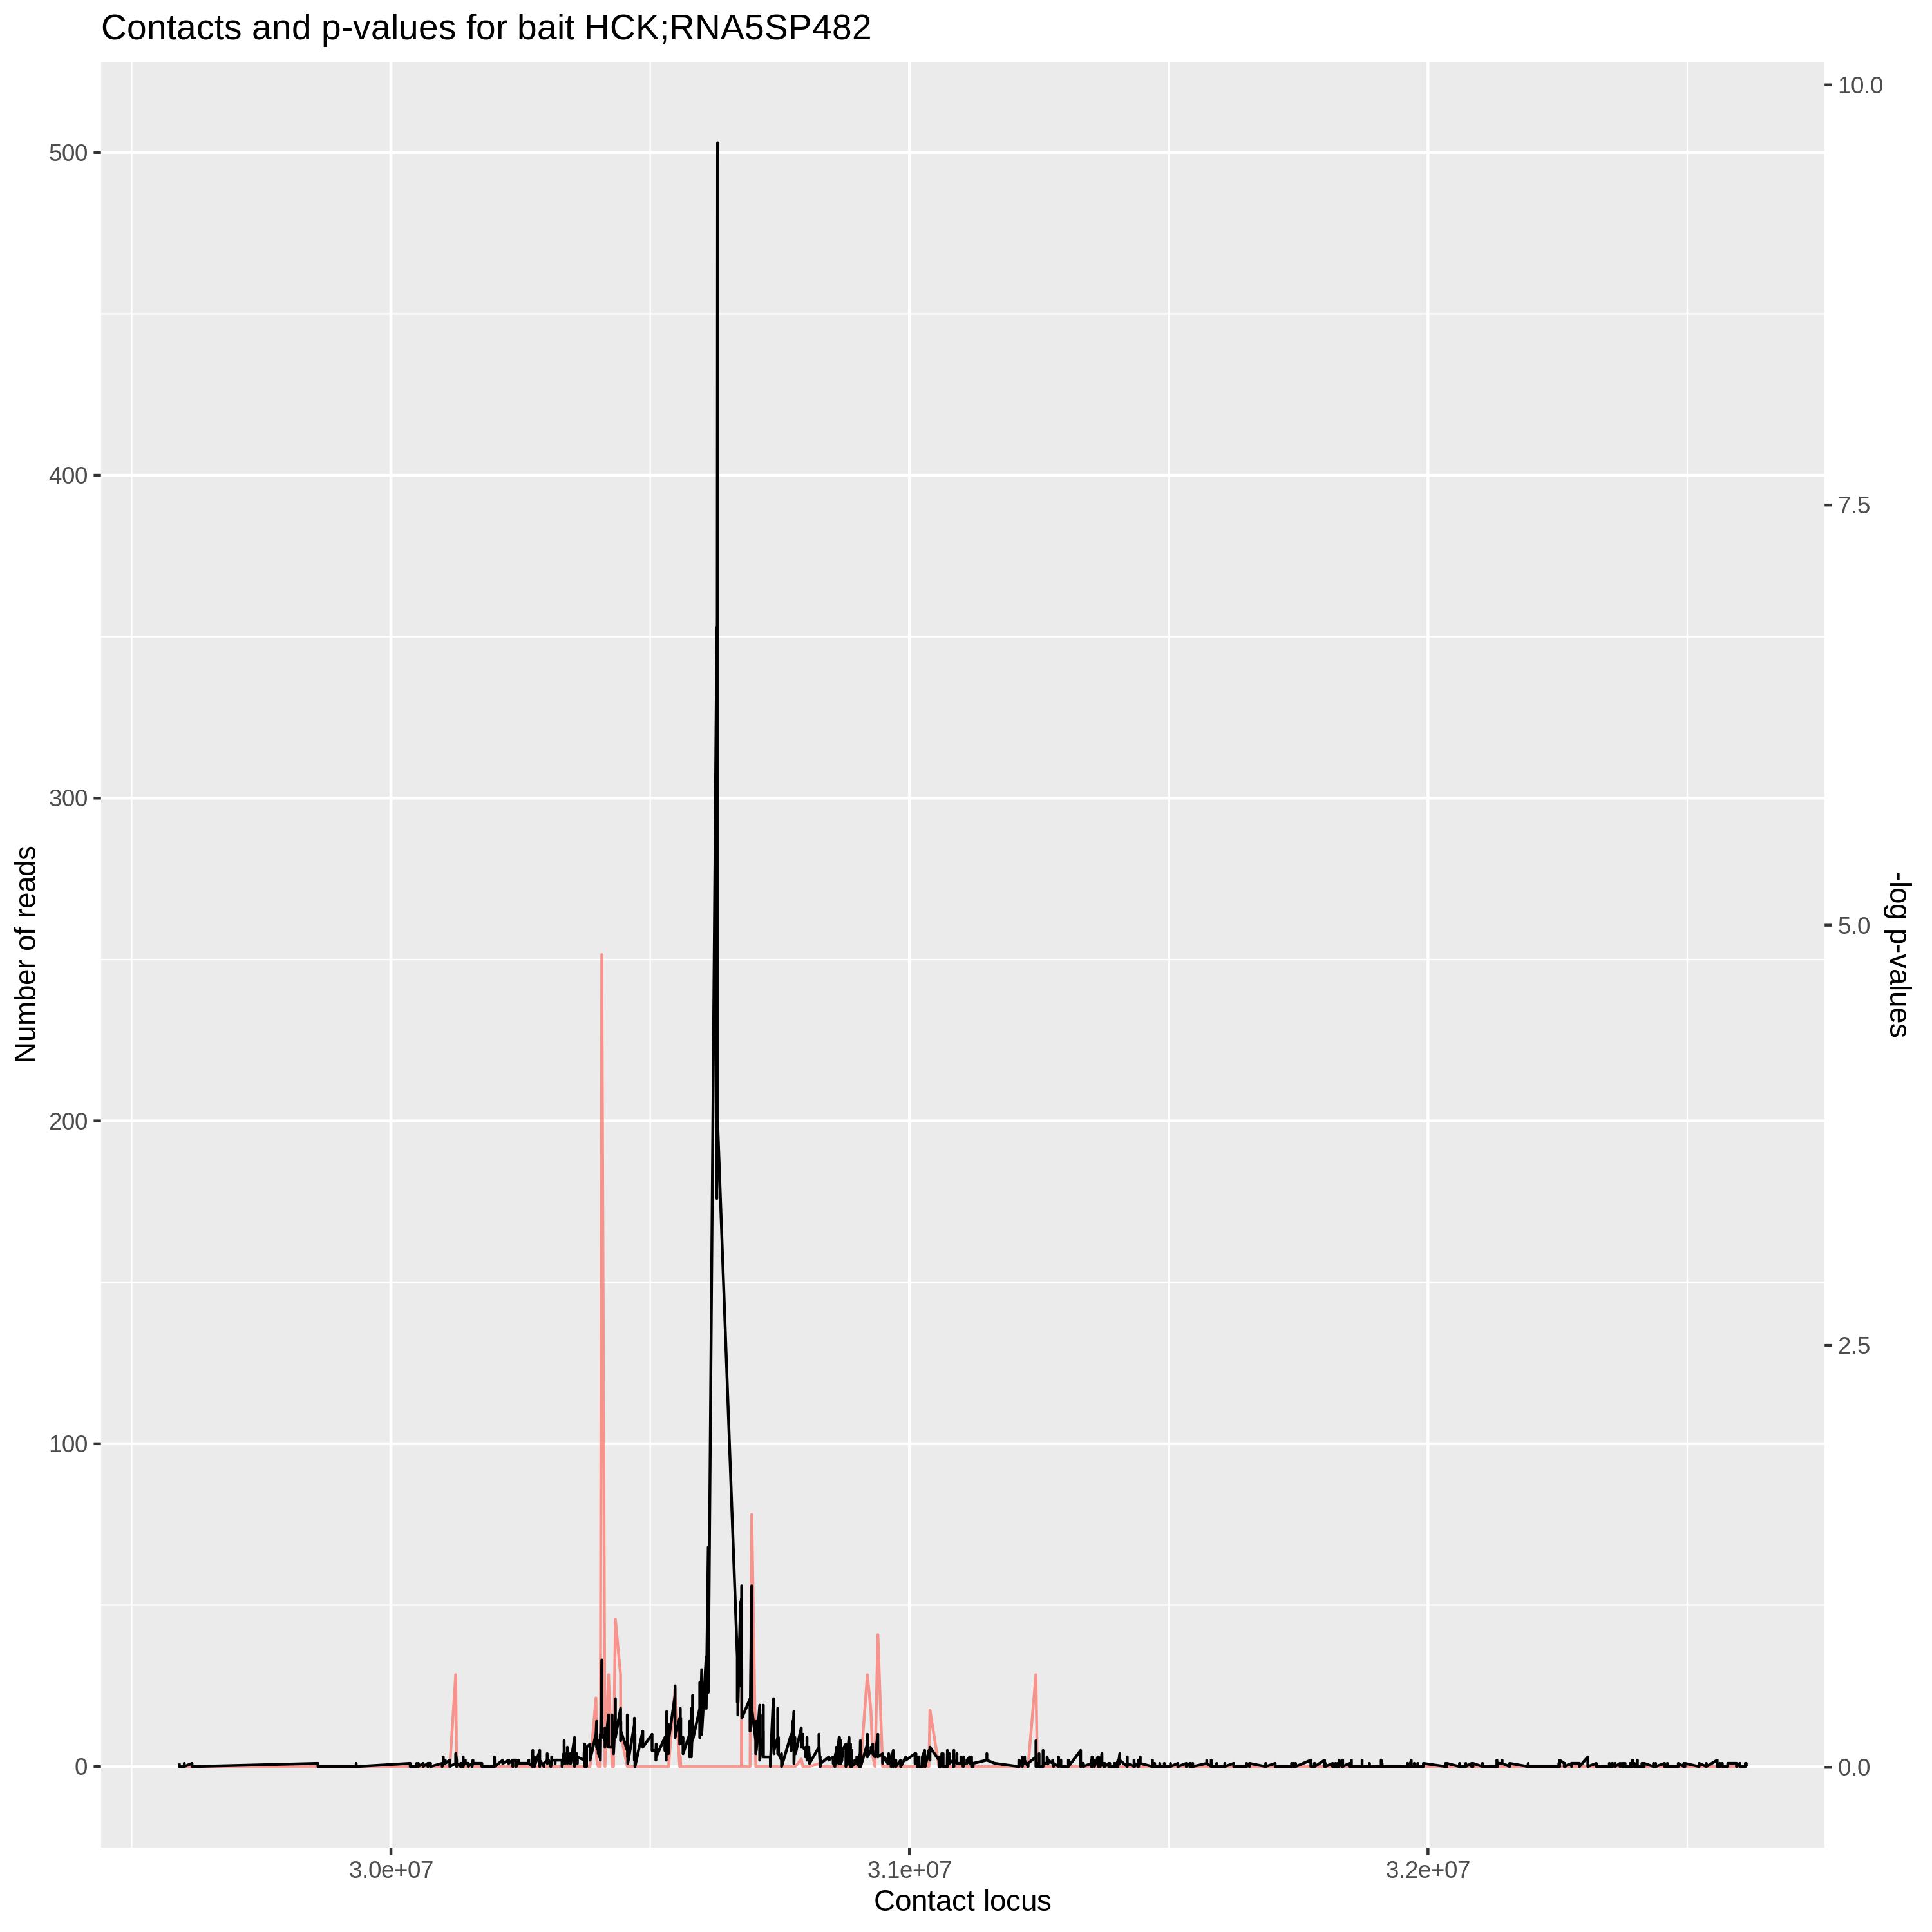 Contacts and p-values for bait HCK;RNA5SP482
Number of reads
500
400
300
200
100
0
10.0
7.5
5.0
2.5
0.0
-log p-values
3.0e+07
3.1e+07
3.2e+07
Contact locus